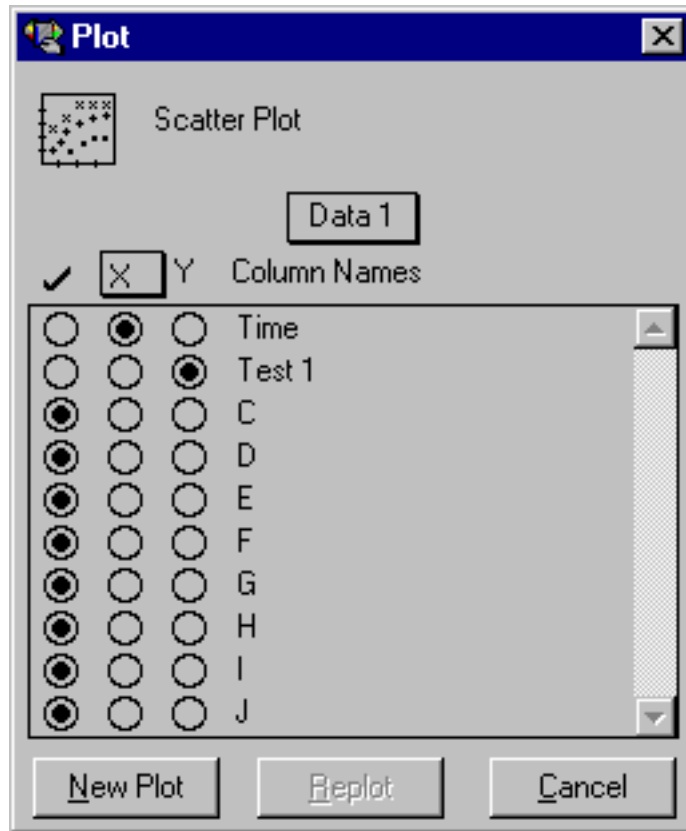 Plot
Scatter Plot
Data 1
X Y Column Names
Time
Test 1
C
D
E
F
G
H
I
J
New Plot Replot Cancel